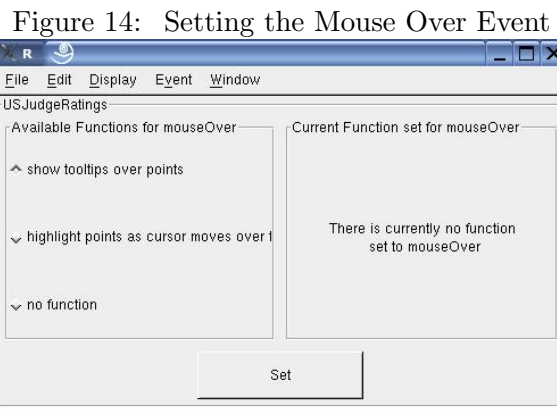 Figure 14: Setting the Mouse Over Event
R
File Edit Display Event Window
USJudgeRatings
Available Functions for mouseOver
show tooltips over points
highlight points as cursor moves over
no function
Current Function set for mouseOver
There is currently no function
set to mouseOver
Set